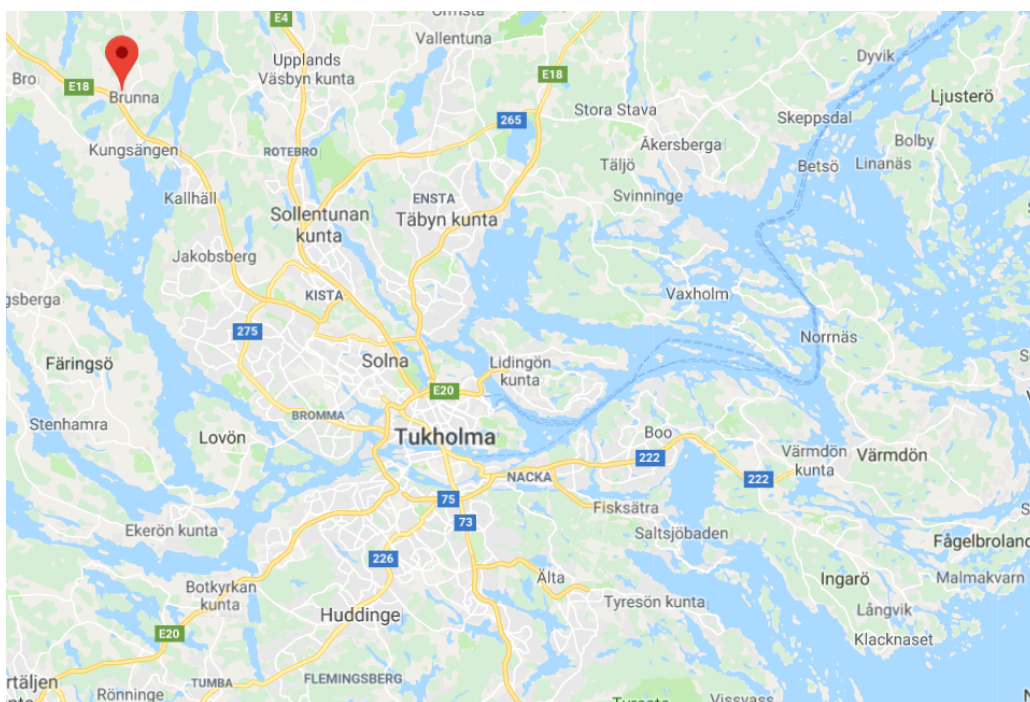 Ormsta
E4
Vallentuna
Dyvik
Upplands
Väsbyn kunta
Bro
E18
Brunna
E18
Ljusterö
Stora Stava
Skeppsdal
265
Bolby
Kungsängen
ROTEBRO
Åkersberga
Täljö
Betsö
Linanäs
Kallhäll
ENSTA
Svinninge
Sollentunan
kunta
Täbyn kunta
Jakobsberg
KISTA
Vaxholm
gsberga
275
Norrnäs
Färingsö
Solna
Lidingön
kunta
E20
BROMMA
Stenhamra
Lovön
Tukholma
Boo
222
Värmdön
kunta
Värmdön
NACKA
222
75
Fisksätra
73
Ekerön kunta
Saltsjöbaden
Fågelbroland
226
Botkyrkan
kunta
Älta
Ingarö
Malmakvarn
Huddinge
Tyresön kunta
Långvik
E20
Klacknaset
rtäljen
Rönninge
TUMBA
FLEMINGSBERG
Vissvass